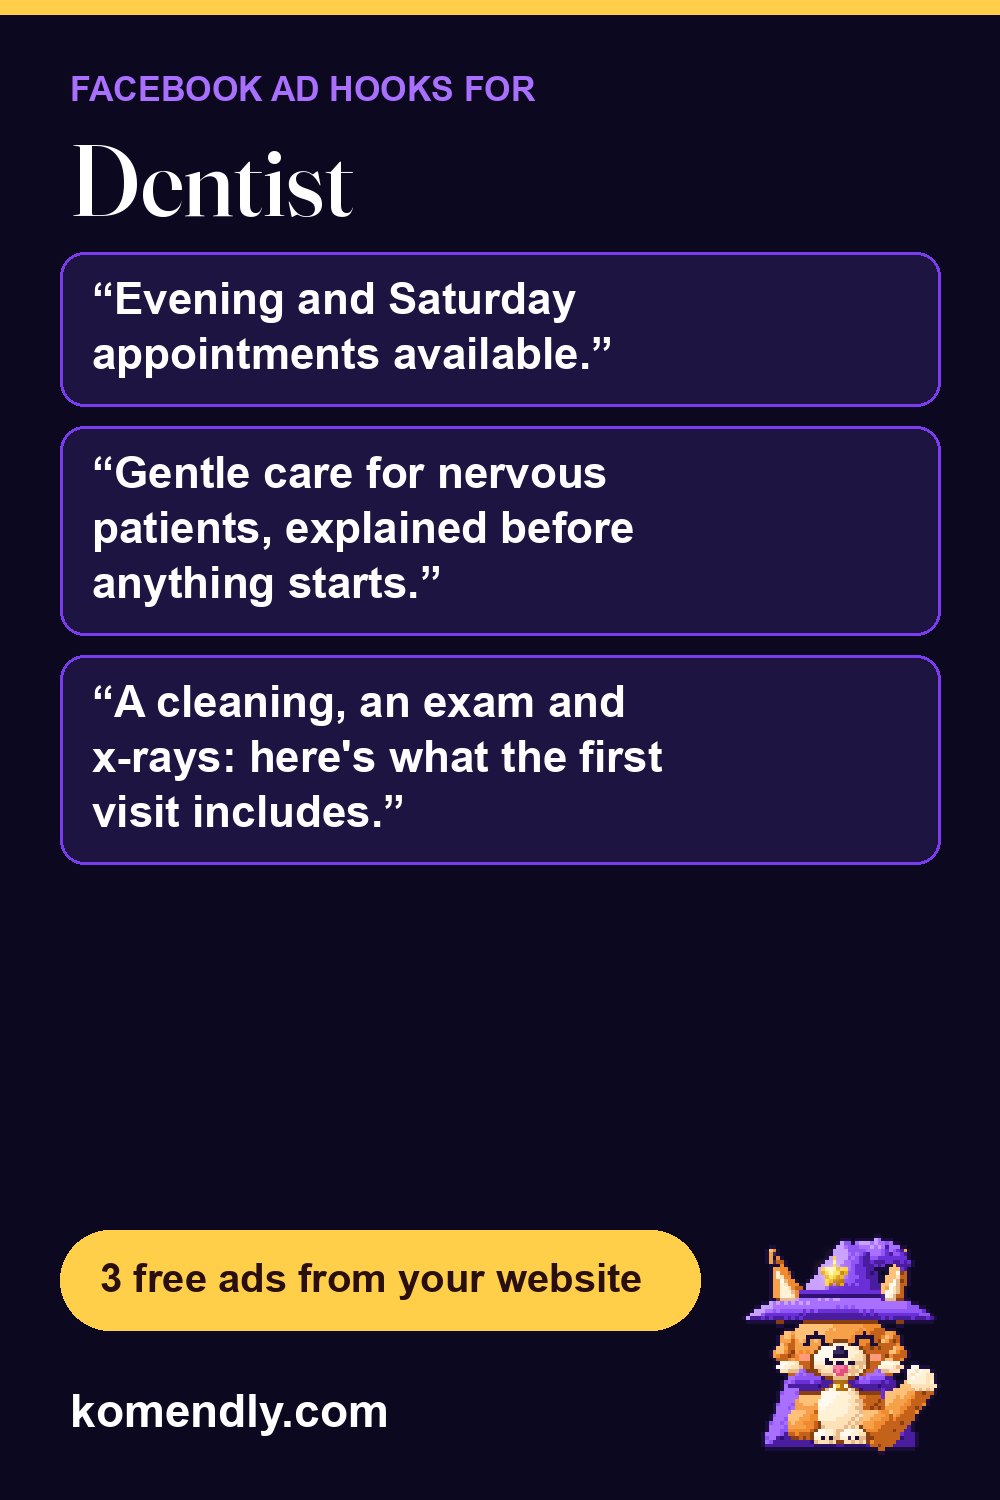 FACEBOOK AD HOOKS FOR
Dentist
“Evening and Saturday
appointments available.”
“Gentle care for nervous
patients, explained before
anything starts.”
“A cleaning, an exam and
x-rays: here's what the first
visit includes.”
3 free ads from your website
komendly.com